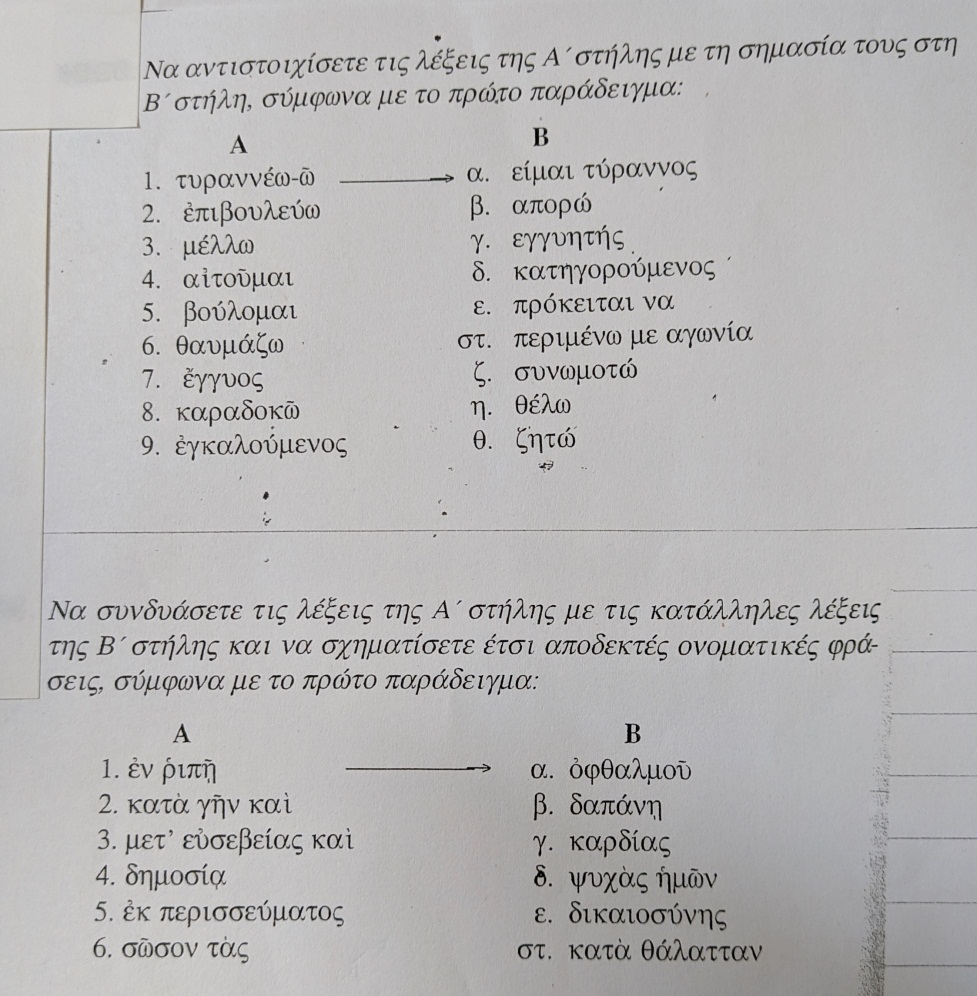 Να αντιστοιχίσετε τις λέξεις της Α΄ στήλης με τη σημασία τους στη
Β΄ στήλη, σύμφωνα με το πρώτο παράδειγμα:
Α Β
1. τυραννέω-ῶ α. είμαι τύραννος
2. ἐπιβουλεύω β. απορώ
3. μέλλω γ. εγγυητής
4. αἰτοῦμαι δ. κατηγορούμενος
5. βούλομαι ε. πρόκειται να
6. θαυμάζω στ. περιμένω με αγωνία
7. ἔγγυος ζ. συνωμοτώ
8. καραδοκῶ η. θέλω
9. ἐγκαλούμενος θ. ζητώ
Να συνδυάσετε τις λέξεις της Α΄ στήλης με τις κατάλληλες λέξεις
της Β΄ στήλης και να σχηματίσετε έτσι αποδεκτές ονοματικές φρά-
σεις, σύμφωνα με το πρώτο παράδειγμα:
Α Β
1. ἐν ῥιπῇ α. ὀφθαλμοῦ
2. κατὰ γῆν καὶ β. δαπάνῃ
3. μετ’ εὐσεβείας καὶ γ. καρδίας
4. δημοσίᾳ δ. ψυχὰς ἡμῶν
5. ἐκ περισσεύματος ε. δικαιοσύνης
6. σῶσον τὰς στ. κατὰ θάλατταν